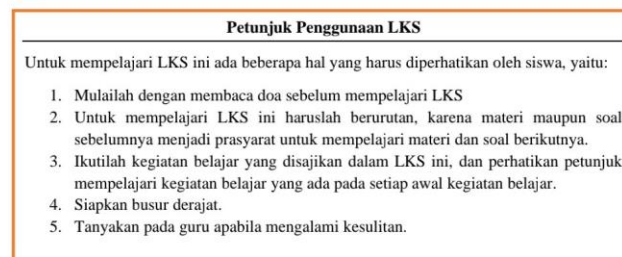 Petunjuk Penggunaan LKS
Untuk mempelajari LKS ini ada beberapa hal yang harus diperhatikan oleh siswa, yaitu:
1. Mulailah dengan membaca doa sebelum mempelajari LKS
2. Untuk mempelajari LKS ini haruslah berurutan, karena materi maupun soal
sebelumnya menjadi prasyarat untuk mempelajari materi dan soal berikutnya.
3. Ikutilah kegiatan belajar yang disajikan dalam LKS ini, dan perhatikan petunjuk
mempelajari kegiatan belajar yang ada pada setiap awal kegiatan belajar.
4. Siapkan busur derajat.
5. Tanyakan pada guru apabila mengalami kesulitan.